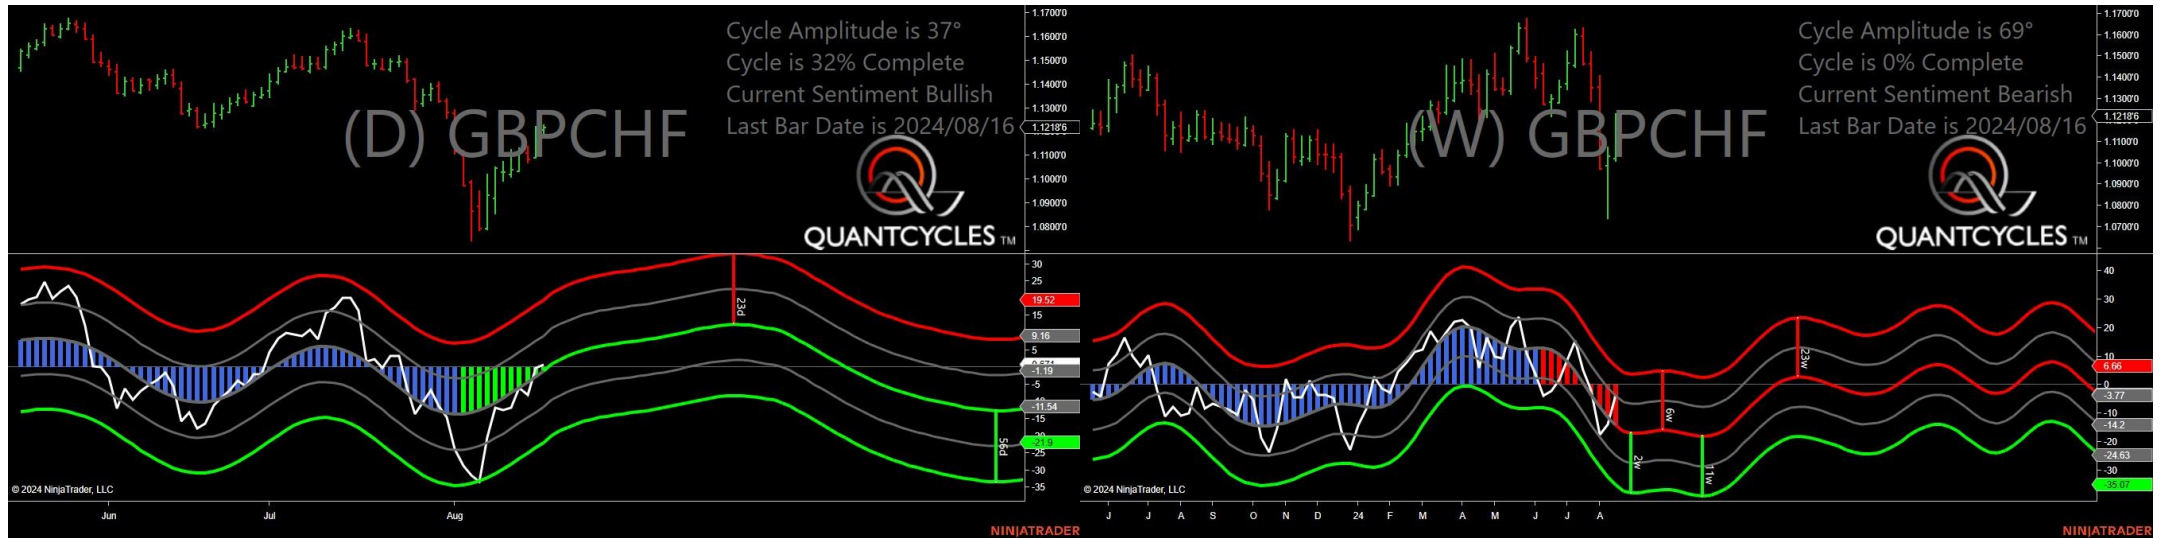 Cycle Amplitude is 37°
Cycle is 32% Complete
Current Sentiment Bullish
Last Bar Date is 2024/08/16
(D) GBPCHF
QUANTCYCLES TM
1.1700'0
1.1600'0
1.1500'0
1.1400'0
1.1300'0
1.1218'6
1.1100'0
1.1000'0
1.0900'0
1.0800'0
30
25
19.52
15
9.16
5
-1.19
-5
-11.54
-15
-21.9
-25
-30
-35
23d
56d
© 2024 NinjaTrader, LLC
Jun
Jul
Aug
NINJATRADER
Cycle Amplitude is 69°
Cycle is 0% Complete
Current Sentiment Bearish
Last Bar Date is 2024/08/16
(W) GBPCHF
QUANTCYCLES TM
1.1700'0
1.1600'0
1.1500'0
1.1400'0
1.1300'0
1.1218'6
1.1100'0
1.1000'0
1.0900'0
1.0800'0
1.0700'0
40
30
20
10
6.66
0
-3.77
-10
-14.2
-20
-24.63
-30
-35.07
2w
6w
11w
23w
© 2024 NinjaTrader, LLC
J
J
A
S
O
N
D
24
F
M
A
M
J
J
A
NINJATRADER